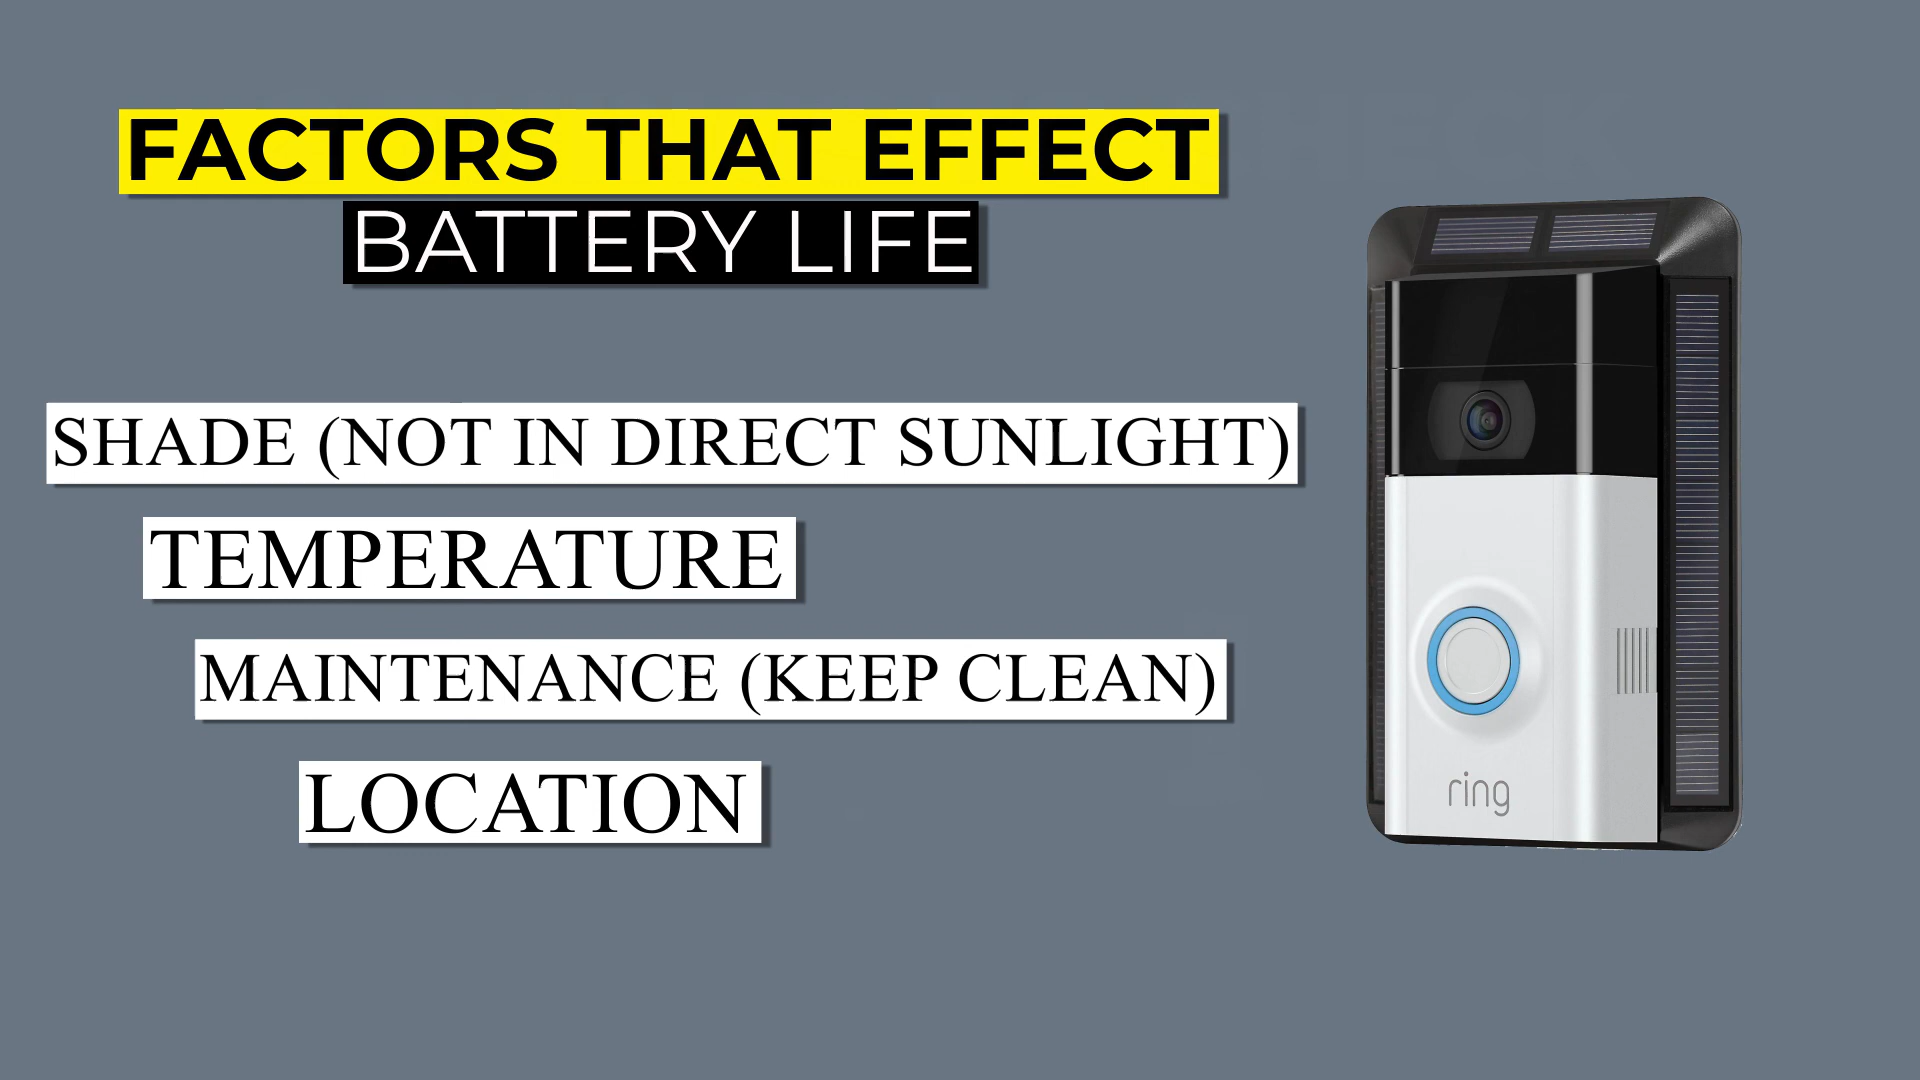 FACTORS THAT EFFECT
BATTERY LIFE
SHADE (NOT IN DIRECT SUNLIGHT)
TEMPERATURE
MAINTENANCE (KEEP CLEAN)
LOCATION
ring